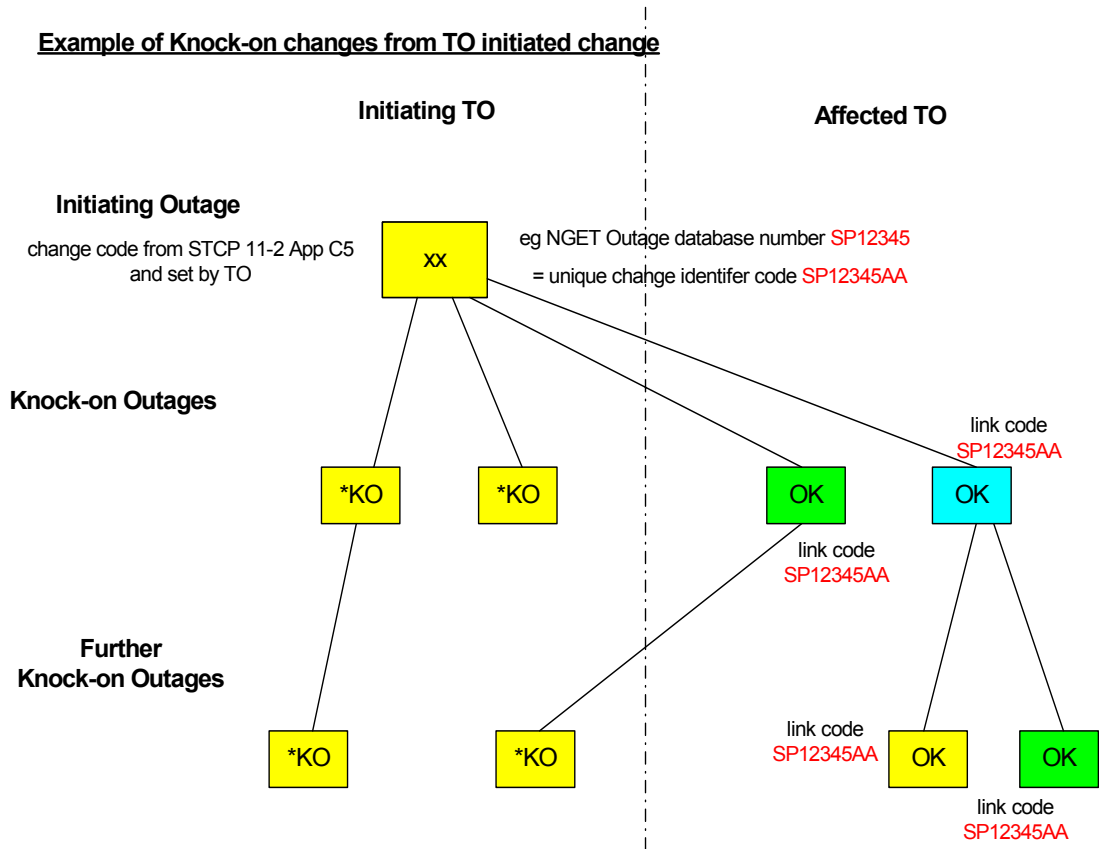 Example of Knock-on changes from TO initiated change
Initiating TO
Affected TO
Initiating Outage
change code from STCP 11-2 App C5
and set by TO
xx
eg NGET Outage database number SP12345
= unique change identifer code SP12345AA
Knock-on Outages
link code
SP12345AA
*KO
*KO
OK
OK
link code
SP12345AA
Further
Knock-on Outages
link code
SP12345AA
*KO
*KO
OK
OK
link code
SP12345AA